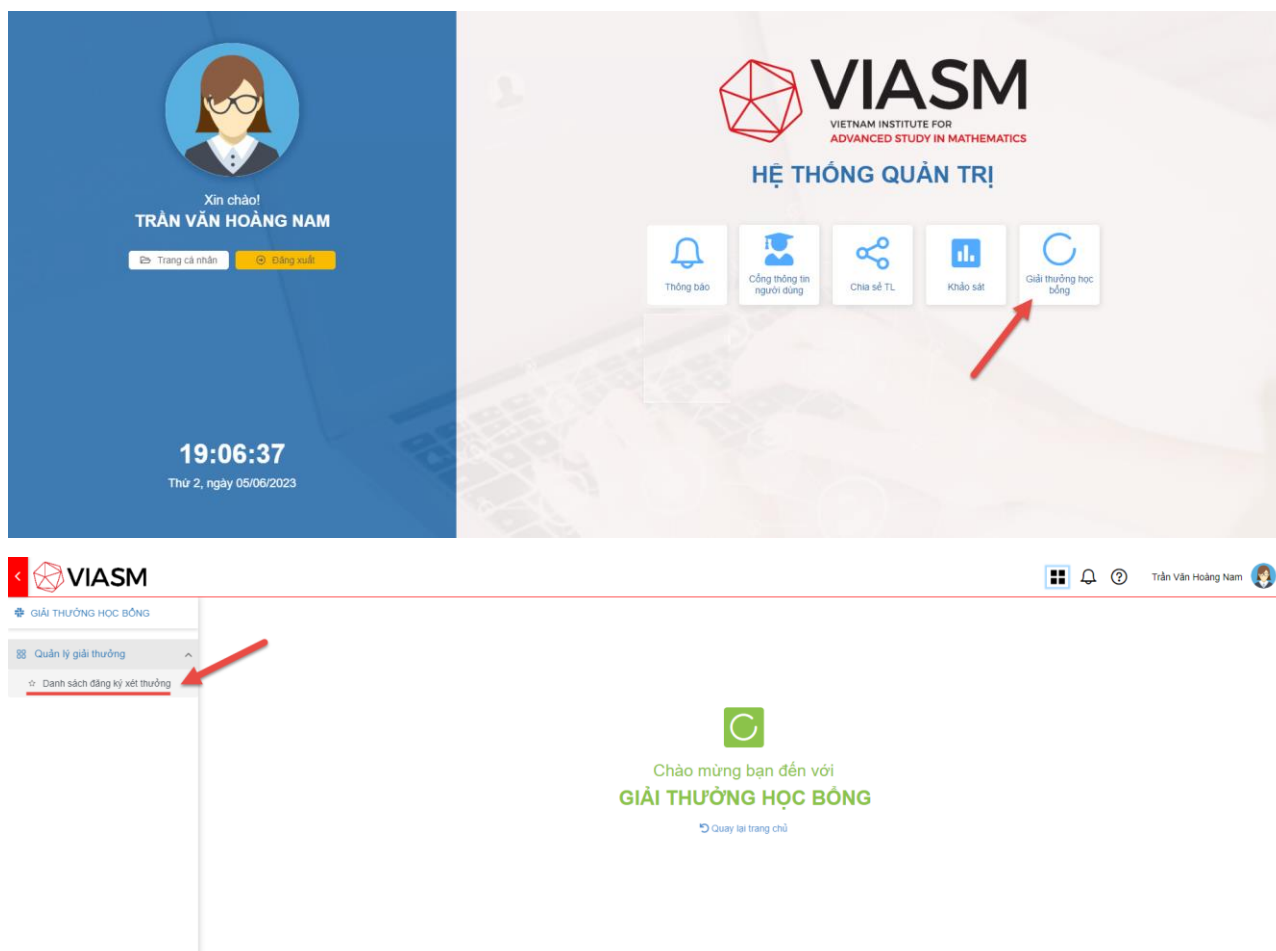 VIASM
VIETNAM INSTITUTE FOR
ADVANCED STUDY IN MATHEMATICS
HỆ THỐNG QUẢN TRỊ
Xin chào!
TRẦN VĂN HOÀNG NAM
Trang cá nhân
Đăng xuất
Thông báo
Cổng thông tin
người dùng
Chia sẻ TL
Khảo sát
Giải thưởng học
bổng
19:06:37
Thứ 2, ngày 05/06/2023
VIASM
Trần Văn Hoàng Nam
GIẢI THƯỞNG HỌC BỔNG
Quản lý giải thưởng
Danh sách đăng ký xét thưởng
Chào mừng bạn đến với
GIẢI THƯỞNG HỌC BỔNG
Quay lại trang chủ